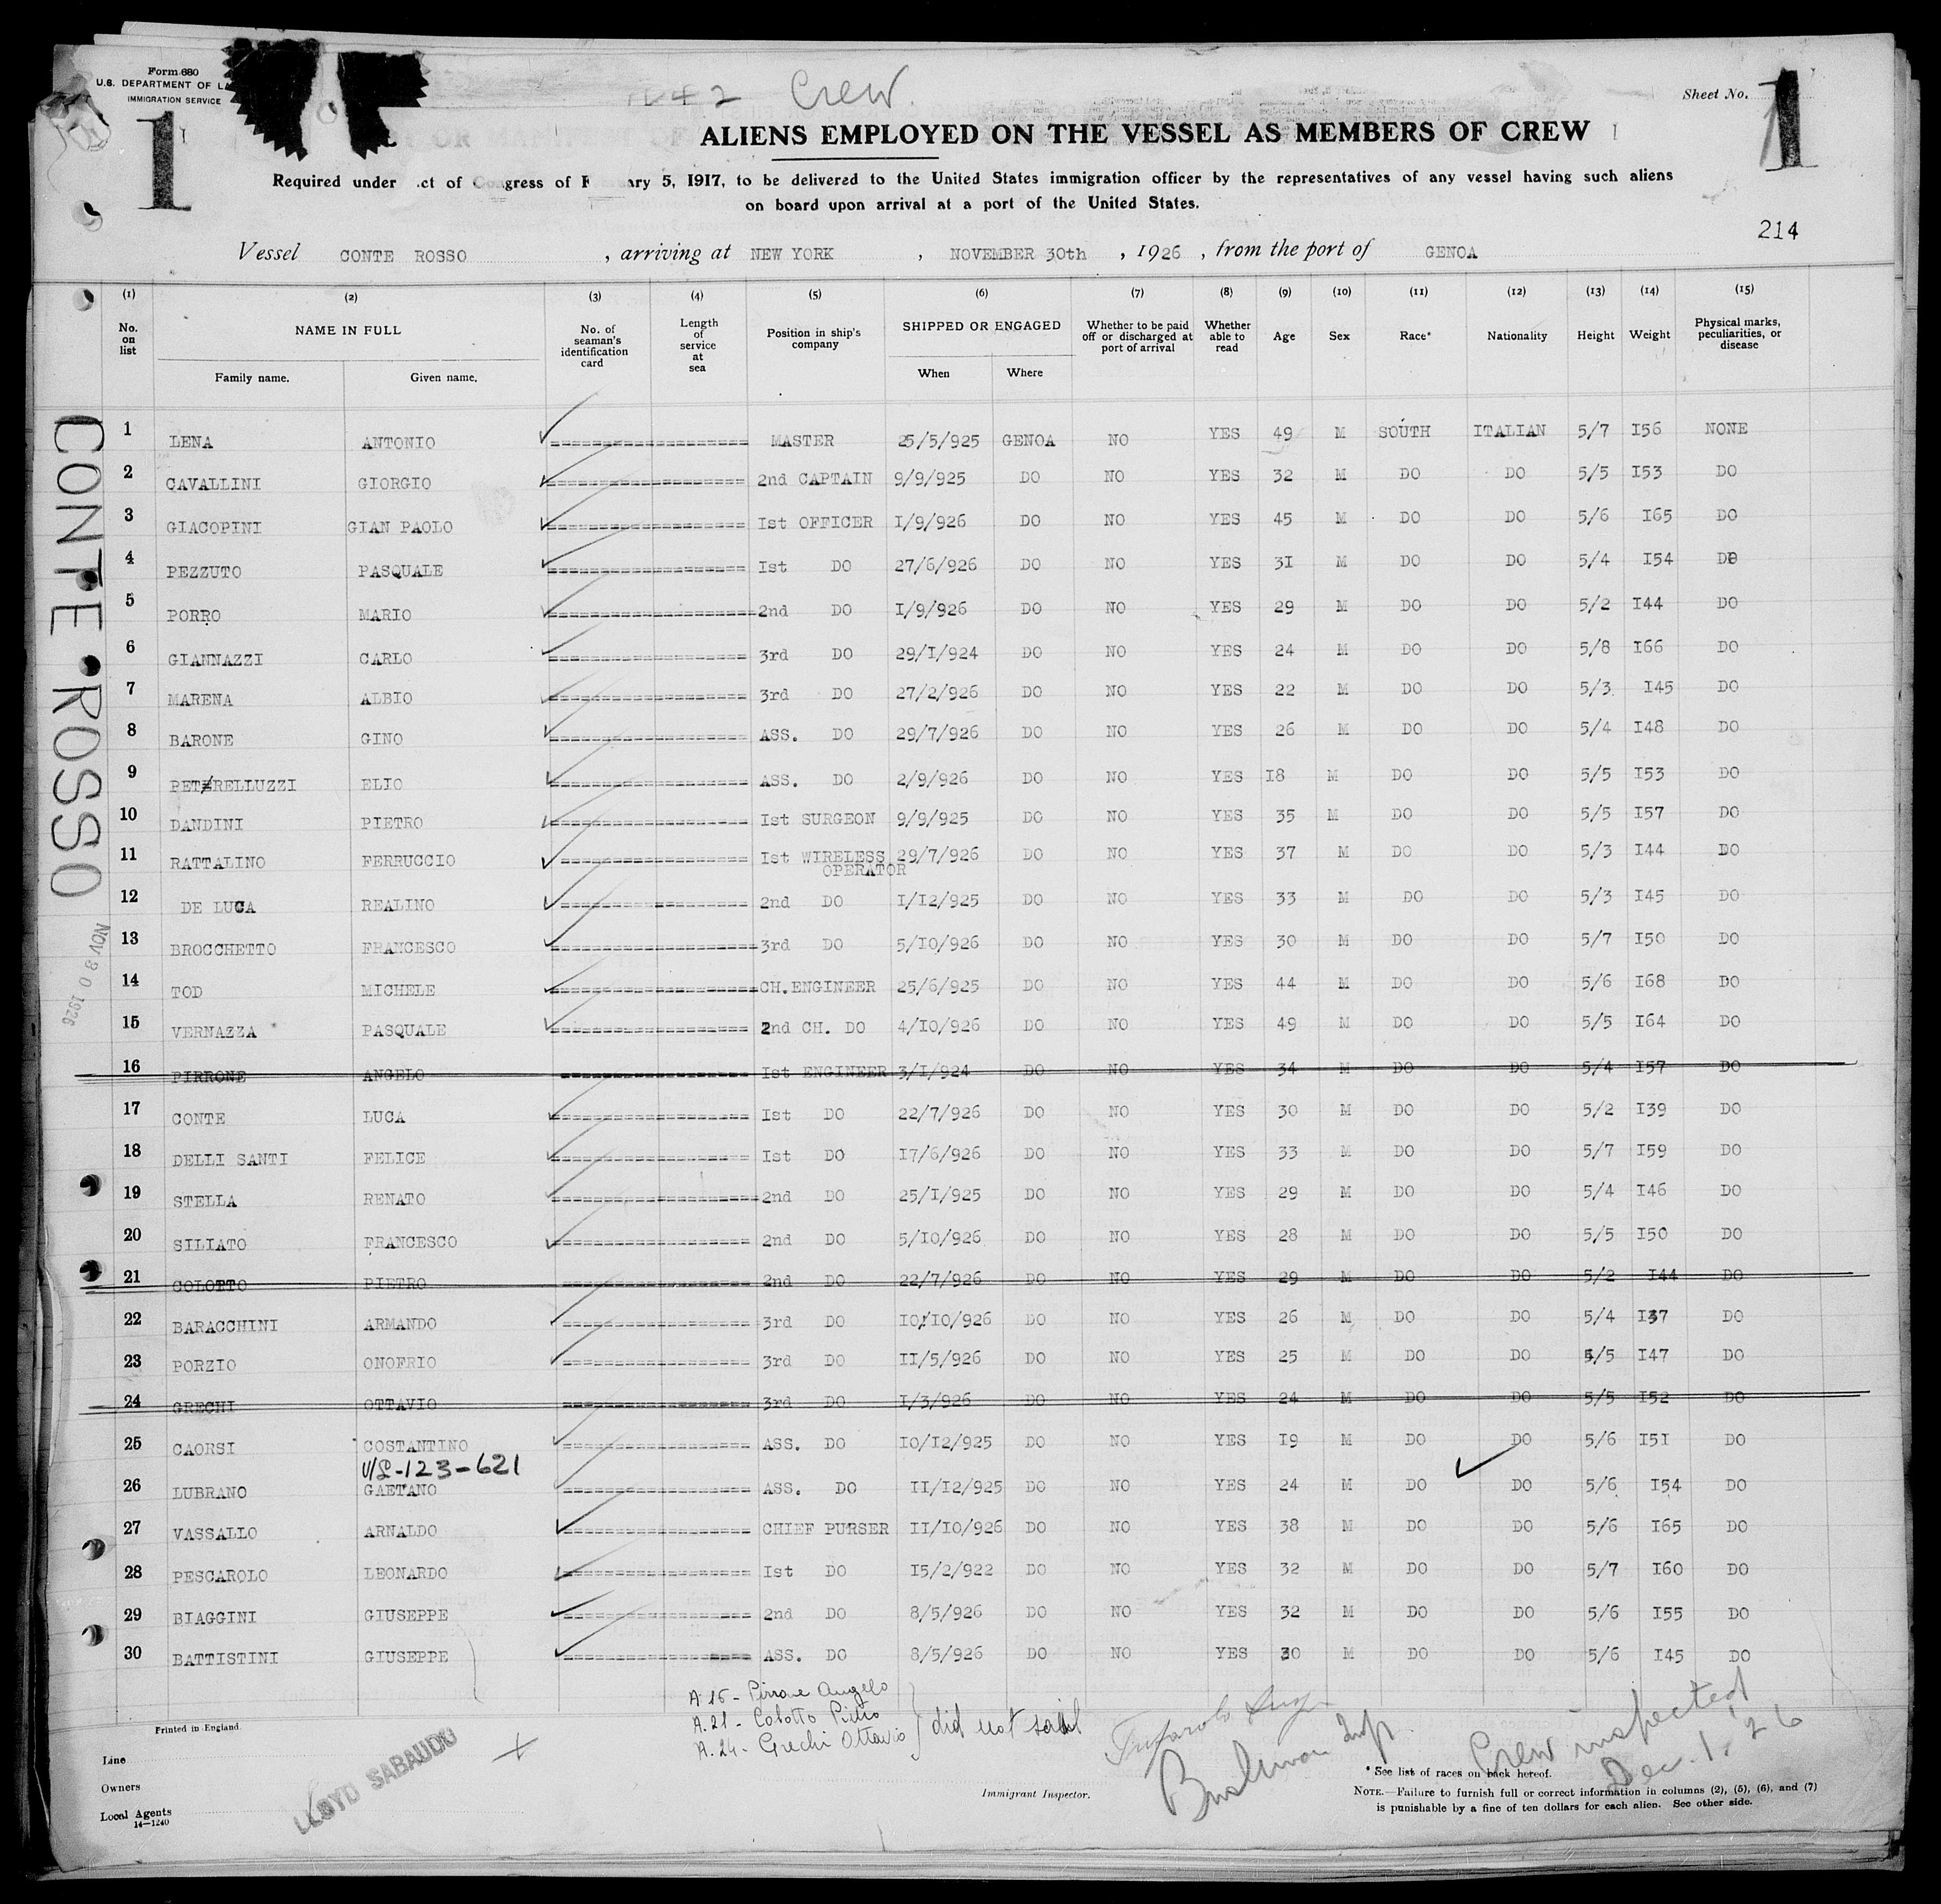 Form 680
U.S. DEPARTMENT OF
IMMIGRATION SERVICE
Crew.
Sheet No. 1
1
ALIENS EMPLOYED ON THE VESSEL AS MEMBERS OF CREW
Required under ct of Congress of F ary 5, 1917, to be delivered to the United States immigration officer by the representatives of any vessel having such aliens
on board upon arrival at a port of the United States.
214
Vessel CONTE ROSSO , arriving at NEW YORK , NOVEMBER 30th , 1926 , from the port of GENOA
(1) (2) (3) (4) (5) (6) (7) (8) (9) (10) (11) (12) (13) (14) (15)
No. on list NAME IN FULL Family name. Given name. No. of seaman's identification card Length of service at sea Position in ship's company SHIPPED OR ENGAGED When Where Whether to be paid off or discharged at port of arrival Whether able to read Age Sex Race* Nationality Height Weight Physical marks, peculiarities, or disease
1 LENA ANTONIO MASTER 25/5/925 GENOA NO YES 49 M SOUTH ITALIAN 5/7 I56 NONE
2 CAVALLINI GIORGIO 2nd CAPTAIN 9/9/925 DO NO YES 32 M DO DO 5/5 I53 DO
3 GIACOPINI GIAN PAOLO Ist OFFICER I/9/926 DO NO YES 45 M DO DO 5/6 I65 DO
4 PEZZUTO PASQUALE Ist DO 27/6/926 DO NO YES 3I M DO DO 5/4 I54 DO
5 PORRO MARIO 2nd DO I/9/926 DO NO YES 29 M DO DO 5/2 I44 DO
6 GIANNAZZI CARLO 3rd DO 29/I/924 DO NO YES 24 M DO DO 5/8 I66 DO
7 MARENA ALBIO 3rd DO 27/2/926 DO NO YES 22 M DO DO 5/3 I45 DO
8 BARONE GINO ASS. DO 29/7/926 DO NO YES 26 M DO DO 5/4 I48 DO
9 PETRELLUZZI ELIO ASS. DO 2/9/926 DO NO YES I8 M DO DO 5/5 I53 DO
10 DANDINI PIETRO Ist SURGEON 9/9/925 DO NO YES 35 M DO DO 5/5 I57 DO
11 RATTALINO FERRUCCIO Ist WIRELESS OPERATOR 29/7/926 DO NO YES 37 M DO DO 5/3 I44 DO
12 DE LUCA REALINO 2nd DO I/I2/925 DO NO YES 33 M DO DO 5/3 I45 DO
13 BROCCHETTO FRANCESCO 3rd DO 5/IO/926 DO NO YES 30 M DO DO 5/7 I50 DO
14 TOD MICHELE CH.ENGINEER 25/6/925 DO NO YES 44 M DO DO 5/6 I68 DO
15 VERNAZZA PASQUALE 2nd CH. DO 4/IO/926 DO NO YES 49 M DO DO 5/5 I64 DO
16 PIRRONE ANGELO Ist ENGINEER 3/I/924 DO NO YES 34 M DO DO 5/4 I57 DO
17 CONTE LUCA Ist DO 22/7/926 DO NO YES 30 M DO DO 5/2 I39 DO
18 DELLI SANTI FELICE Ist DO I7/6/926 DO NO YES 33 M DO DO 5/7 I59 DO
19 STELLA RENATO 2nd DO 25/I/925 DO NO YES 29 M DO DO 5/4 I46 DO
20 SILIATO FRANCESCO 2nd DO 5/IO/926 DO NO YES 28 M DO DO 5/5 I50 DO
21 COLOTTO PIETRO 2nd DO 22/7/926 DO NO YES 29 M DO DO 5/2 I44 DO
22 BARACCHINI ARMANDO 3rd DO IO/IO/926 DO NO YES 26 M DO DO 5/4 I37 DO
23 PORZIO ONOFRIO 3rd DO II/5/926 DO NO YES 25 M DO DO 5/5 I47 DO
24 GRECHI OTTAVIO 3rd DO I/3/926 DO NO YES 24 M DO DO 5/5 I52 DO
25 CAORSI COSTANTINO ASS. DO IO/I2/925 DO NO YES I9 M DO DO 5/6 I5I DO
-123-621
26 LUBRANO GAETANO ASS. DO II/I2/925 DO NO YES 24 M DO DO 5/6 I54 DO
27 VASSALLO ARNALDO CHIEF PURSER II/IO/926 DO NO YES 38 M DO DO 5/6 I65 DO
28 PESCAROLO LEONARDO Ist DO I5/2/922 DO NO YES 32 M DO DO 5/7 I60 DO
29 BIAGGINI GIUSEPPE 2nd DO 8/5/926 DO NO YES 32 M DO DO 5/6 I55 DO
30 BATTISTINI GIUSEPPE ASS. DO 8/5/926 DO NO YES 30 M DO DO 5/6 I45 DO
CONTE ROSSO
NOV 30 1926
A 16 - Pirrone Angelo
A.21 - Colotto Pietro
A.24 - Grechi Ottavio
did not sail
Crew inspected
Dec. 1, '26
Insp.
Printed in England.
Line
Owners
Local Agents
14—1240
LLOYD SABAUDO
Immigrant Inspector.
* See list of races on back hereof.
NOTE.—Failure to furnish full or correct information in columns (2), (5), (6), and (7)
is punishable by a fine of ten dollars for each alien. See other side.